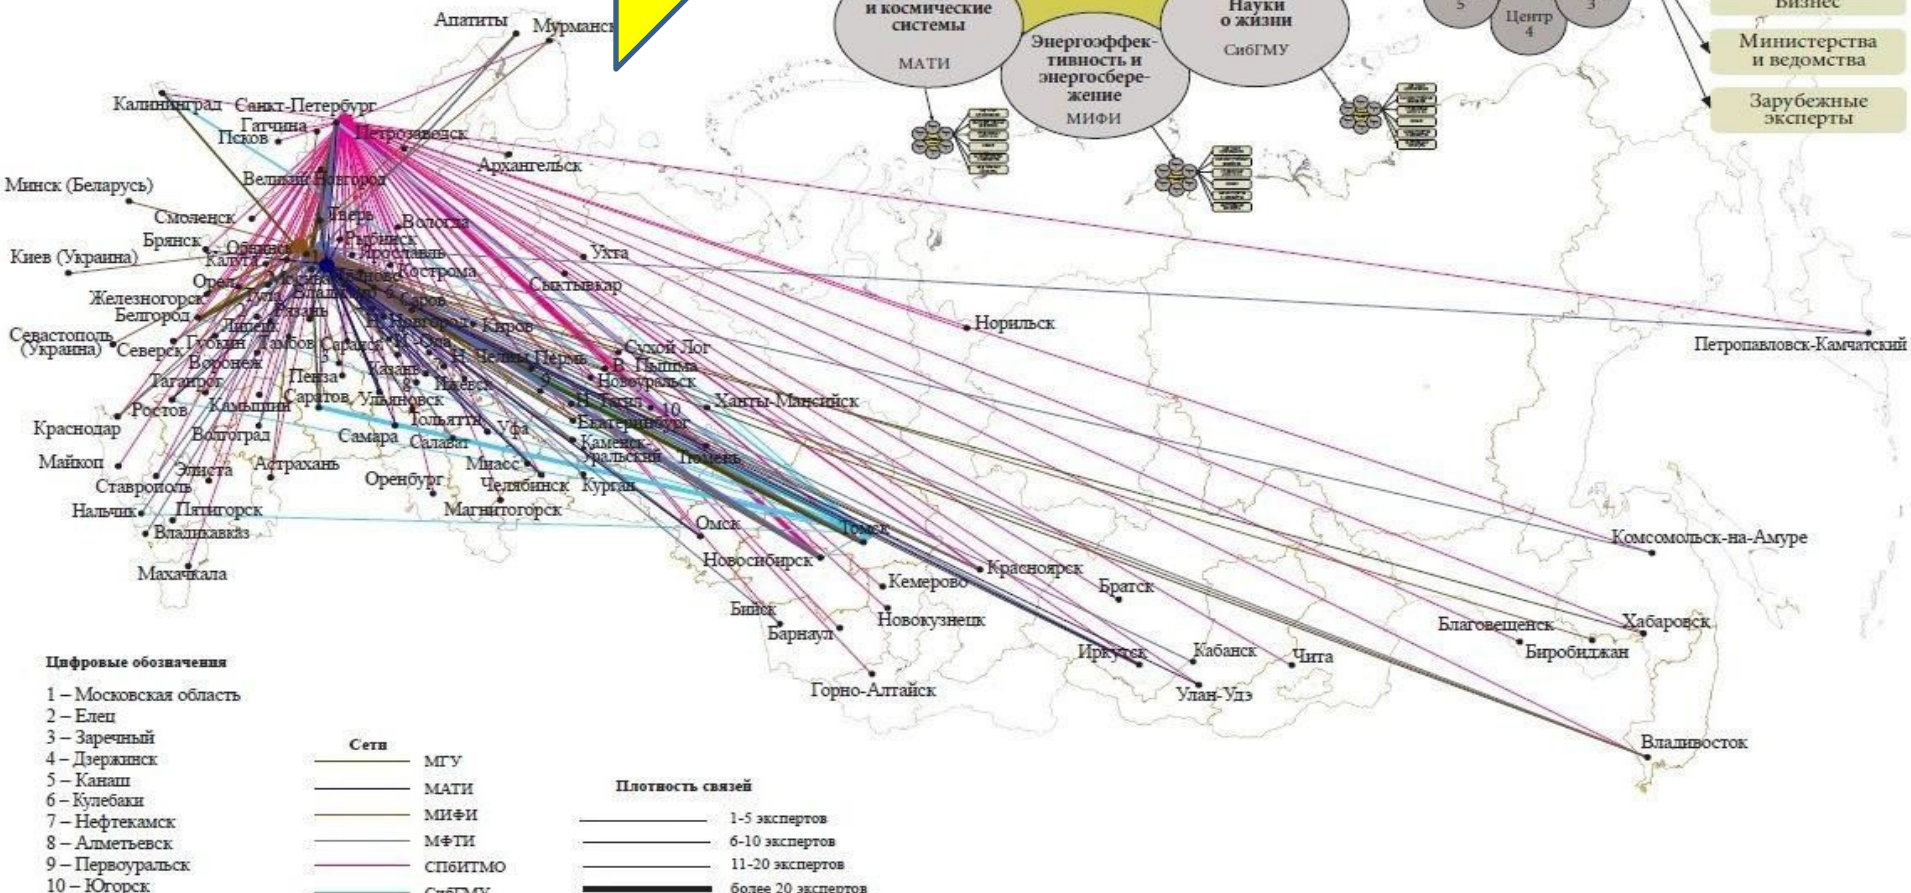 и космические
системы
МАТИ
Энергоэффек-
тивность и
энергосбере-
жение
МИФИ
Науки
о жизни
СибГМУ
5
Центр
4
3
Бизнес
Министерства
и ведомства
Зарубежные
эксперты
Апатиты
Мурманск
Калининград
Санкт-Петербург
Гатчина
Псков
Петрозаводск
Архангельск
Великий Новгород
Минск (Беларусь)
Смоленск
Тверь
Вологда
Брянск
Обнинск
Рыбинск
Ярославль
Ухта
Киев (Украина)
Калуга
Кострома
Сыктывкар
Орел
Тула
Саров
Железногорск
Рязань
Белгород
Липецк
Н. Новгород
Киров
Норильск
Севастополь
(Украина)
Северск
Губкин
Тамбов
Саранск
Й.-Ола
Сухой Лог
Петропавловск-Камчатский
Воронеж
Казань
Н. Челны
Пермь
В. Пышма
Таганрог
Пенза
8
Ижевск
9
Новоуральск
Ростов
Камышин
Саратов
Ульяновск
Н. Тагил
10
Ханты-Мансийск
Краснодар
Волгоград
Самара
Тольятти
Салават
Уфа
Екатеринбург
Каменск-
Уральский
Тюмень
Майкоп
Элиста
Астрахань
Миасс
Ставрополь
Оренбург
Челябинск
Курган
Нальчик
Пятигорск
Магнитогорск
Омск
Томск
Владикавказ
Комсомольск-на-Амуре
Махачкала
Новосибирск
Красноярск
Кемерово
Братск
Бийск
Барнаул
Новокузнецк
Благовещенск
Хабаровск
Биробиджан
Иркутск
Кабанск
Чита
Горно-Алтайск
Улан-Удэ
Владивосток
Цифровые обозначения
1 – Московская область
2 – Елец
3 – Заречный
4 – Дзержинск
5 – Канаш
6 – Кулебаки
7 – Нефтекамск
8 – Алметьевск
9 – Первоуральск
10 – Югорск
Сети
МГУ
МАТИ
МИФИ
МФТИ
СПбИТМО
СибГМУ
Плотность связей
1-5 экспертов
6-10 экспертов
11-20 экспертов
более 20 экспертов